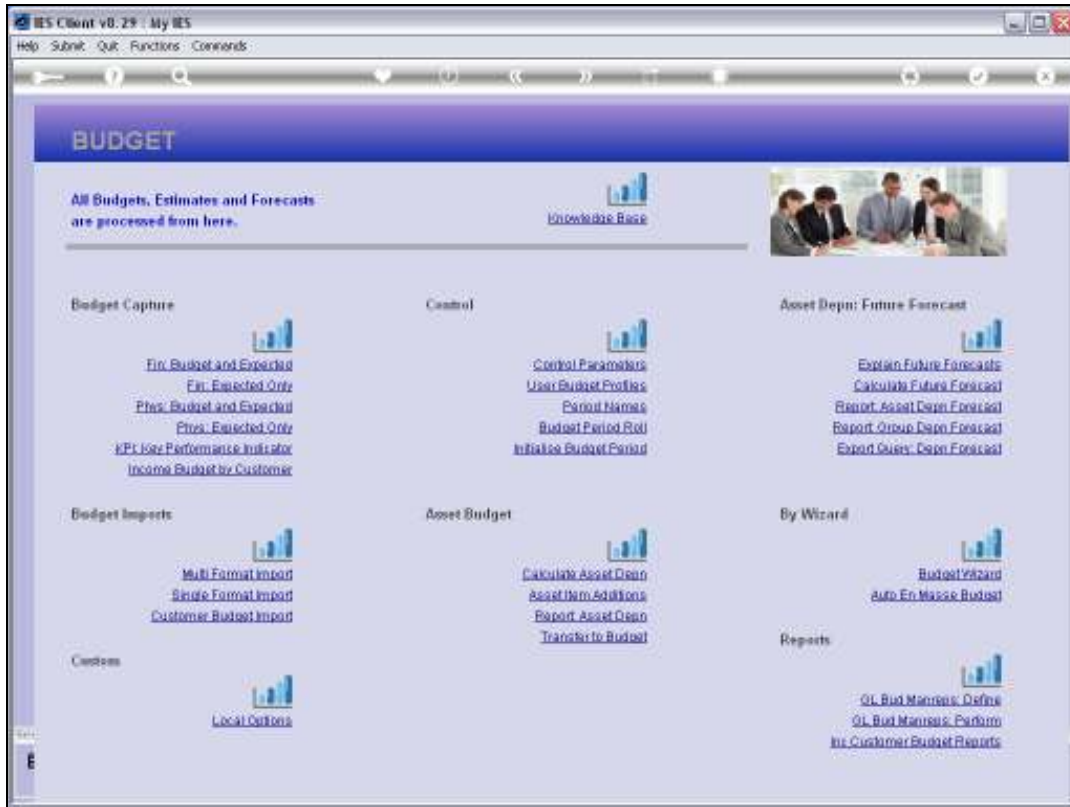 IES Client v8.29 : My IES
Help Submit Quit Functions Commands
BUDGET
All Budgets, Estimates and Forecasts
are processed from here.
Knowledge Base
Budget Capture
Fin: Budget and Expected
Fin: Expected Only
Phys: Budget and Expected
Phys: Expected Only
KPI: Key Performance Indicator
Income Budget by Customer
Control
Control Parameters
User Budget Profiles
Period Names
Budget Period Roll
Initialise Budget Period
Asset Depn: Future Forecast
Explain Future Forecasts
Calculate Future Forecast
Report: Asset Depn Forecast
Report: Group Depn Forecast
Export Query: Depn Forecast
Budget Imports
Multi Format Import
Single Format Import
Customer Budget Import
Asset Budget
Calculate Asset Depn
Asset Item Additions
Report Asset Depn
Transfer to Budget
By Wizard
Budget Wizard
Auto En Masse Budget
Custom
Local Options
Reports
GL Bud Manreps: Define
GL Bud Manreps: Perform
Customer Budget Reports